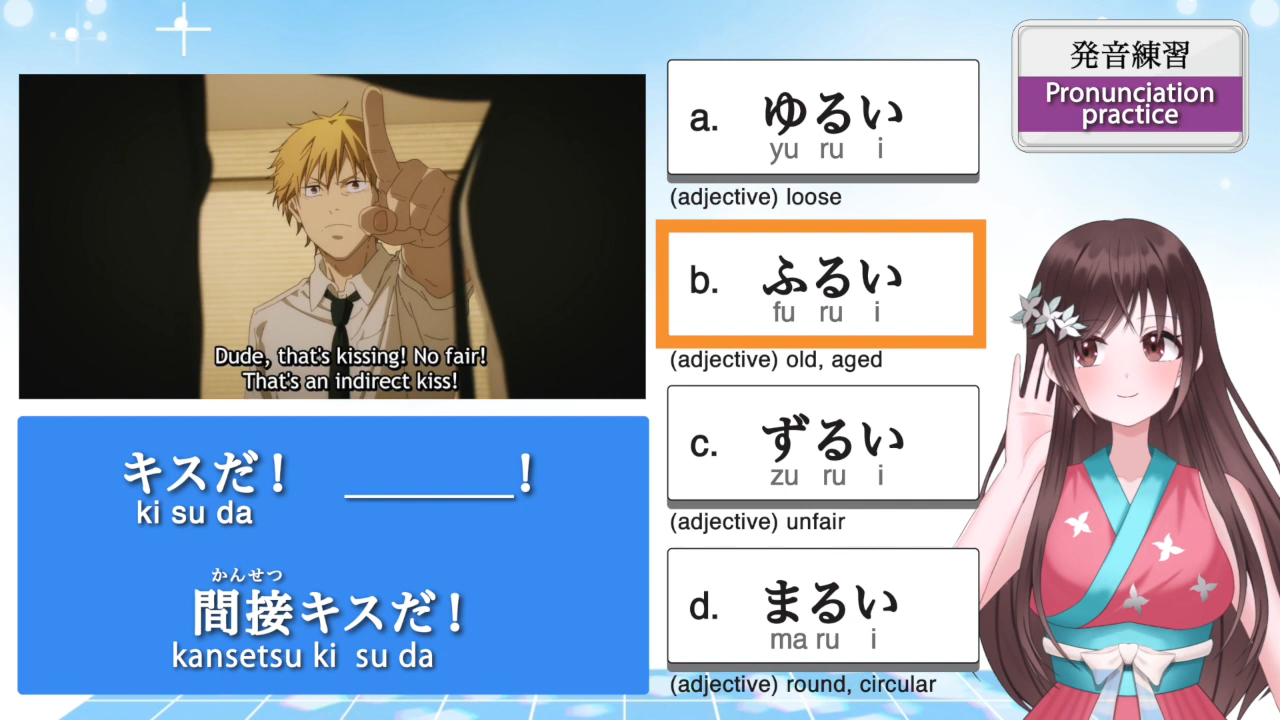 Dude, that's kissing! No fair!
That's an indirect kiss!
キスだ！ ________！
ki su da
かんせつ
間接キスだ！
kansetsu ki su da
a. ゆるい
yu ru i
(adjective) loose
b. ふるい
fu ru i
(adjective) old, aged
c. ずるい
zu ru i
(adjective) unfair
d. まるい
ma ru i
(adjective) round, circular
発音練習
Pronunciation
practice